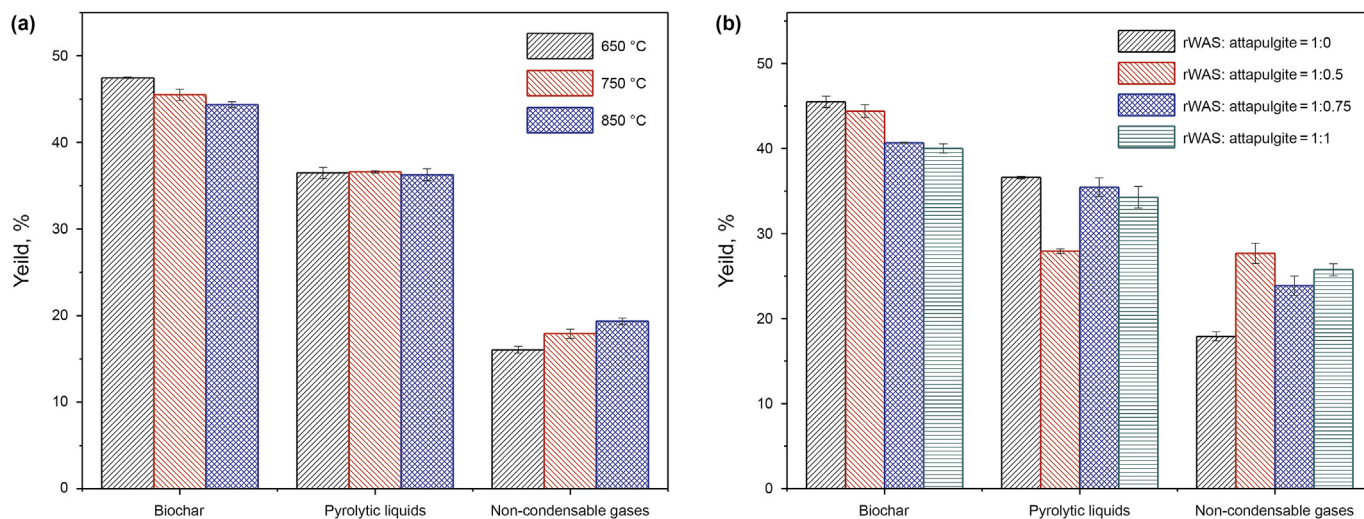 (a)
Yeild, %
50
40
30
20
10
0
650 °C
750 °C
850 °C
Biochar
Pyrolytic liquids
Non-condensable gases
(b)
Yeild, %
50
40
30
20
10
0
rWAS: attapulgite = 1:0
rWAS: attapulgite = 1:0.5
rWAS: attapulgite = 1:0.75
rWAS: attapulgite = 1:1
Biochar
Pyrolytic liquids
Non-condensable gases